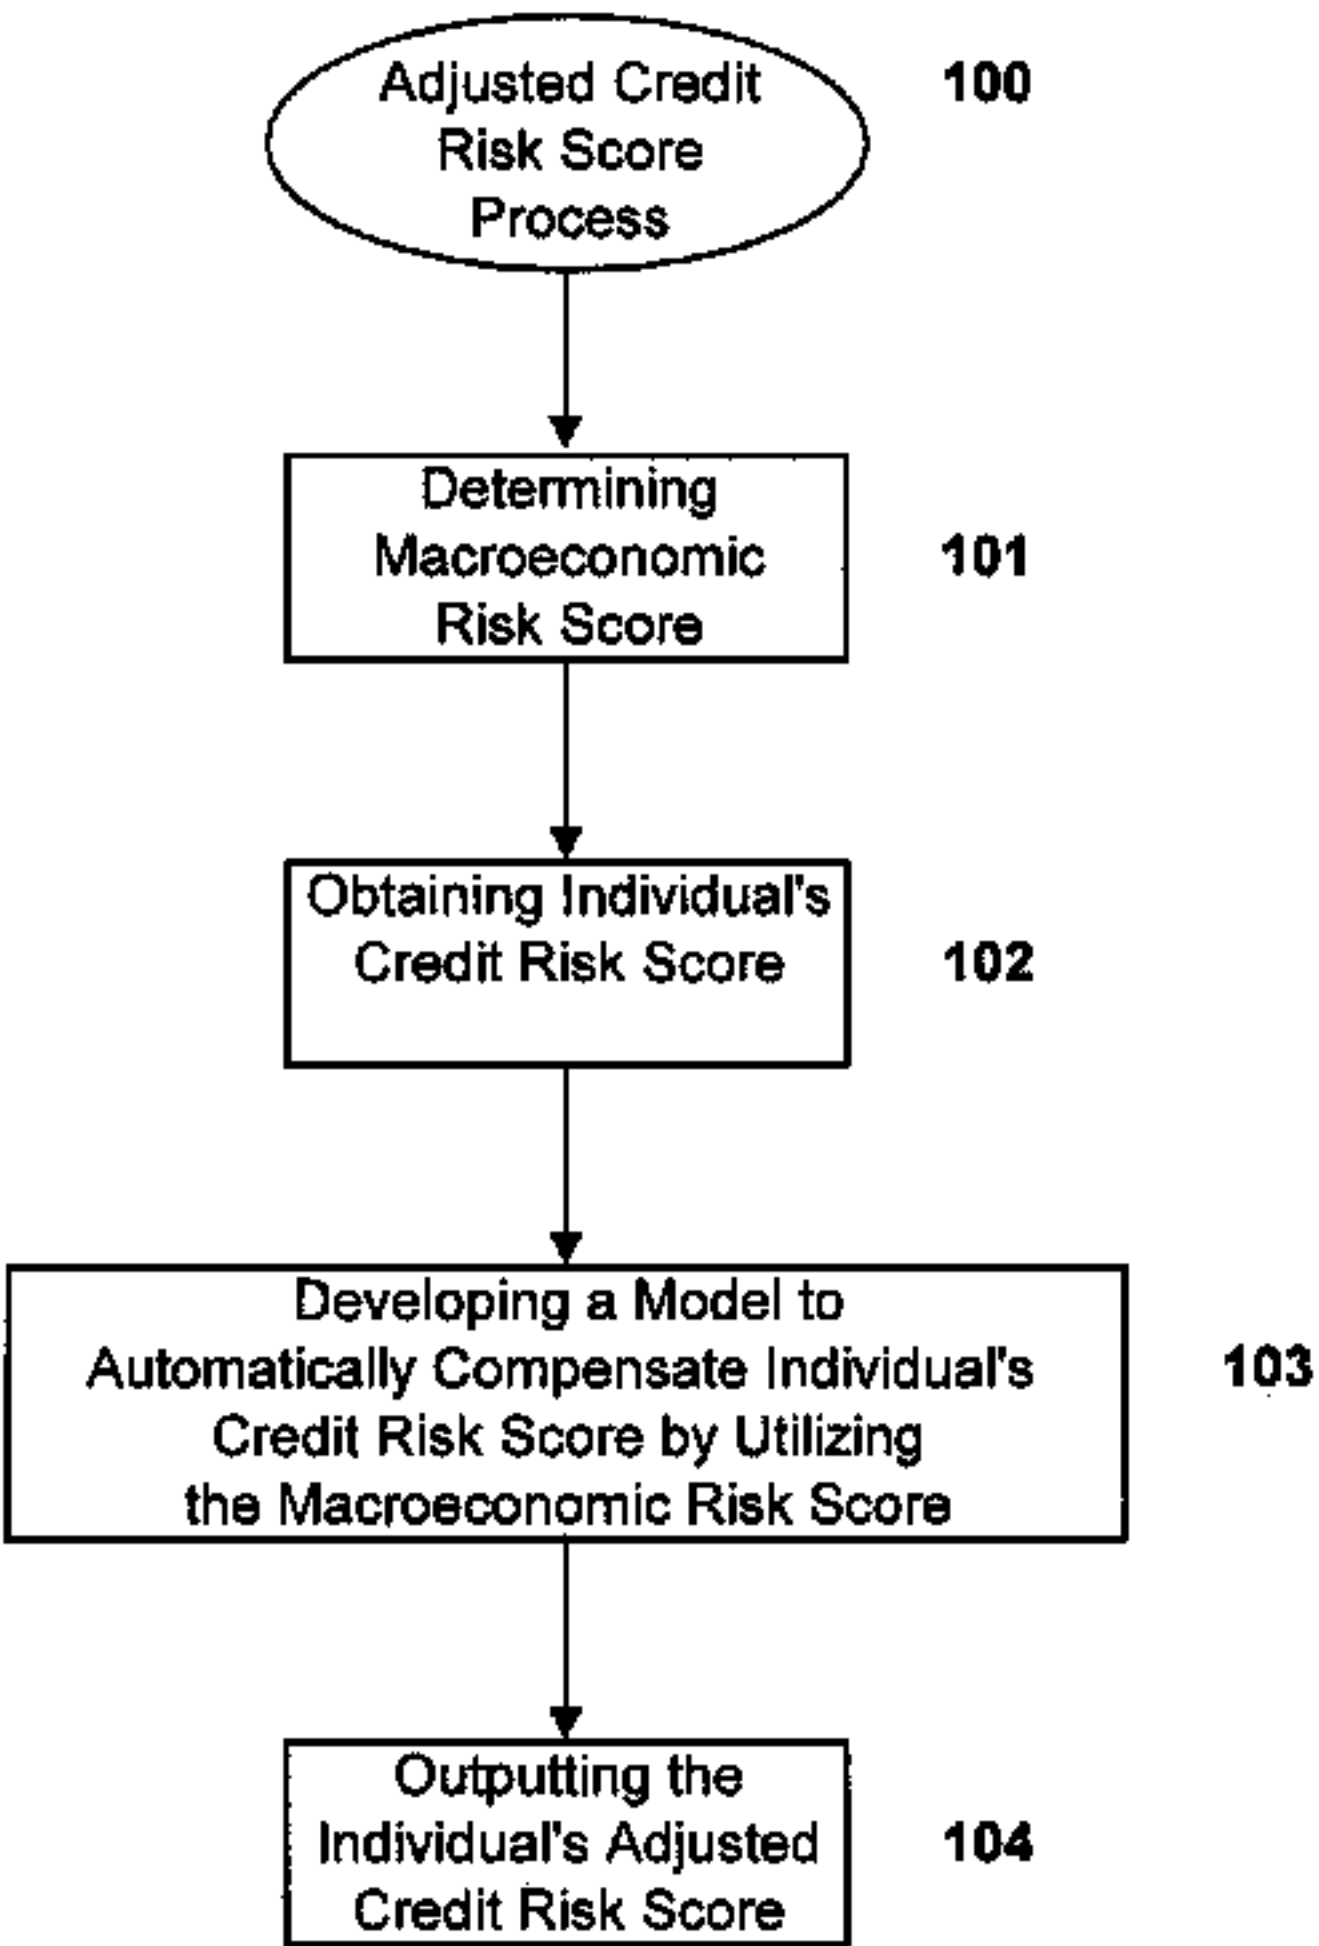 Adjusted Credit
Risk Score
Process
100
Determining
Macroeconomic
Risk Score
101
Obtaining Individual's
Credit Risk Score
102
Developing a Model to
Automatically Compensate Individual's
Credit Risk Score by Utilizing
the Macroeconomic Risk Score
103
Outputting the
Individual's Adjusted
Credit Risk Score
104